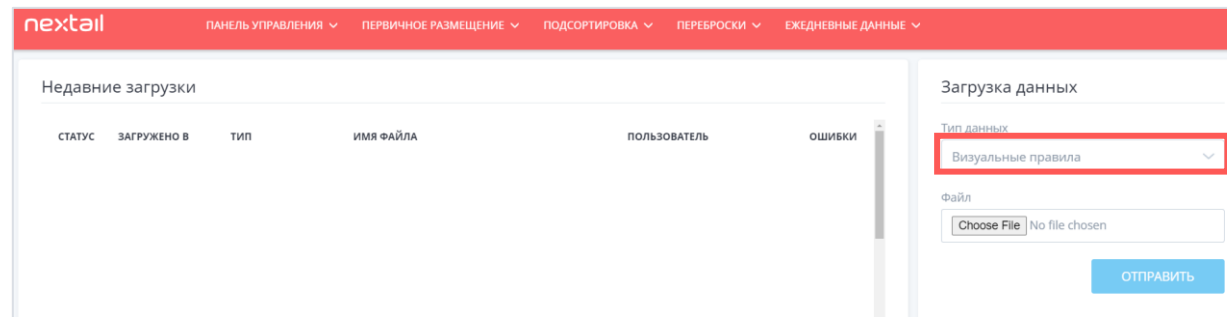 nextail
ПАНЕЛЬ УПРАВЛЕНИЯ ПЕРВИЧНОЕ РАЗМЕЩЕНИЕ ПОДСОРТИРОВКА ПЕРЕБРОСКИ ЕЖЕДНЕВНЫЕ ДАННЫЕ
Недавние загрузки
СТАТУС ЗАГРУЖЕНО В ТИП ИМЯ ФАЙЛА ПОЛЬЗОВАТЕЛЬ ОШИБКИ
Загрузка данных
Тип данных
Визуальные правила
Файл
Choose File No file chosen
ОТПРАВИТЬ